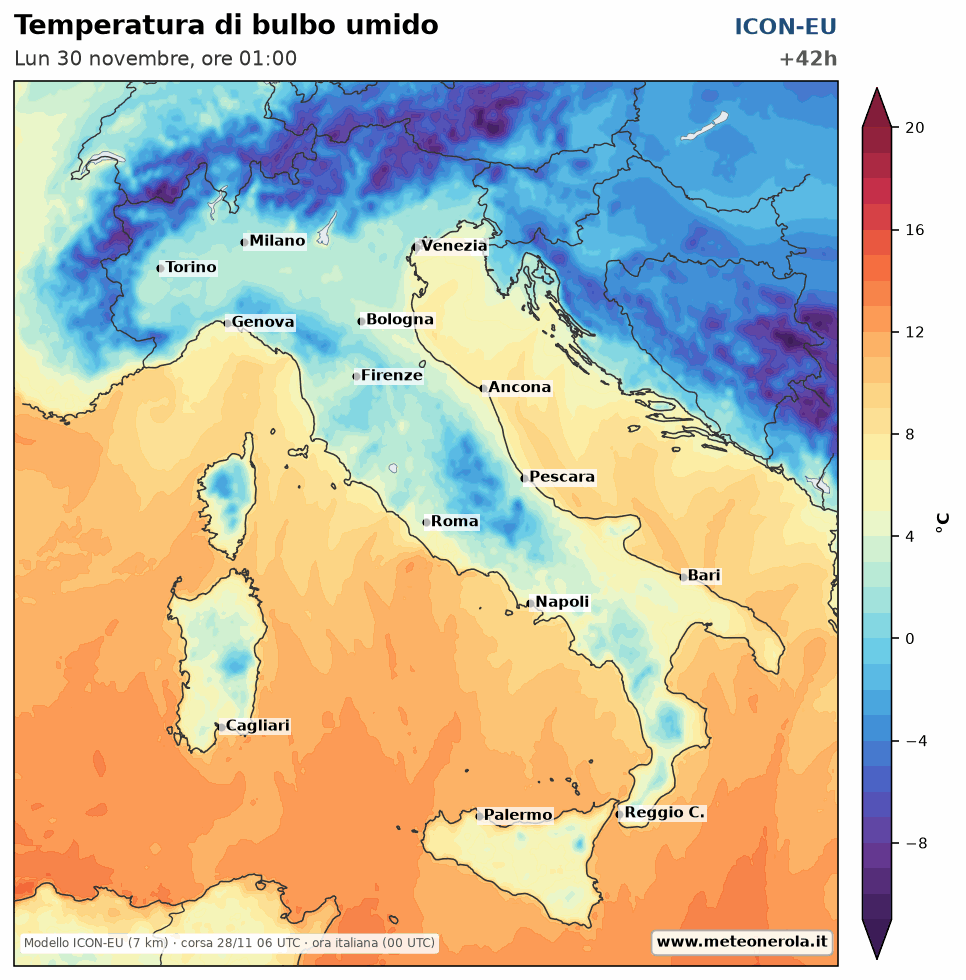 Temperatura di bulbo umido
ICON-EU
Lun 30 novembre, ore 01:00
+42h
Milano
Venezia
Torino
Genova
Bologna
Firenze
Ancona
Pescara
Roma
Bari
Napoli
Cagliari
Palermo
Reggio C.
20
16
12
8
4
0
−4
−8
°C
Modello ICON-EU (7 km) · corsa 28/11 06 UTC · ora italiana (00 UTC)
www.meteonerola.it